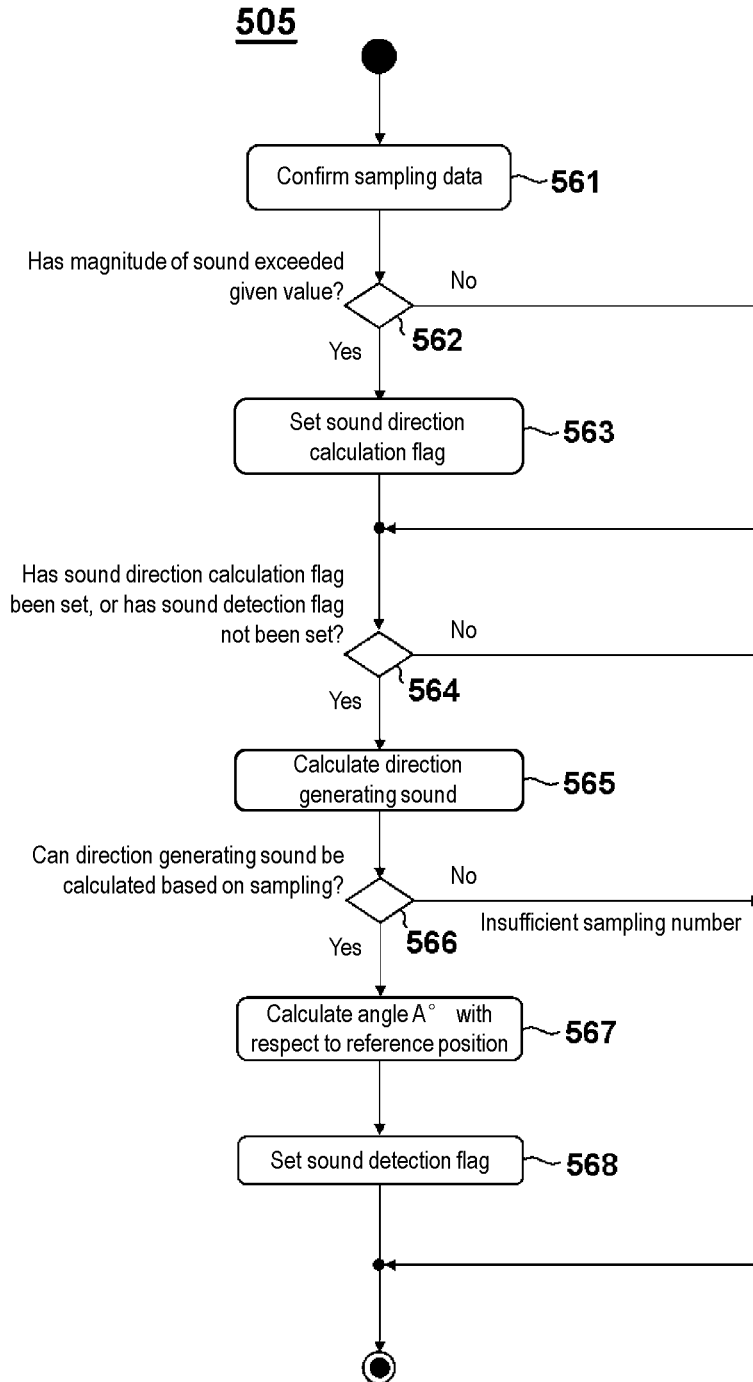 505
Confirm sampling data
561
Has magnitude of sound exceeded
given value?
No
562
Yes
Set sound direction
calculation flag
563
Has sound direction calculation flag
been set, or has sound detection flag
not been set?
No
564
Yes
Calculate direction
generating sound
565
Can direction generating sound be
calculated based on sampling?
No
Insufficient sampling number
566
Yes
Calculate angle A° with
respect to reference position
567
Set sound detection flag
568